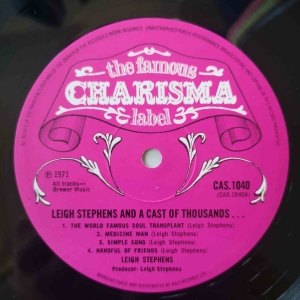 the famous
CHARISMA
label
℗ 1971
All tracks—
Brewer Music
CAS.1040
(CAS.1040A)
LEIGH STEPHENS AND A CAST OF THOUSANDS...
1. THE WORLD FAMOUS SOUL TRANSPLANT (Leigh Stephens)
2. MEDICINE MAN (Leigh Stephens)
3. SIMPLE SONG (Leigh Stephens)
4. HANDFUL OF FRIENDS (Leigh Stephens)
LEIGH STEPHENS
Producer: Leigh Stephens